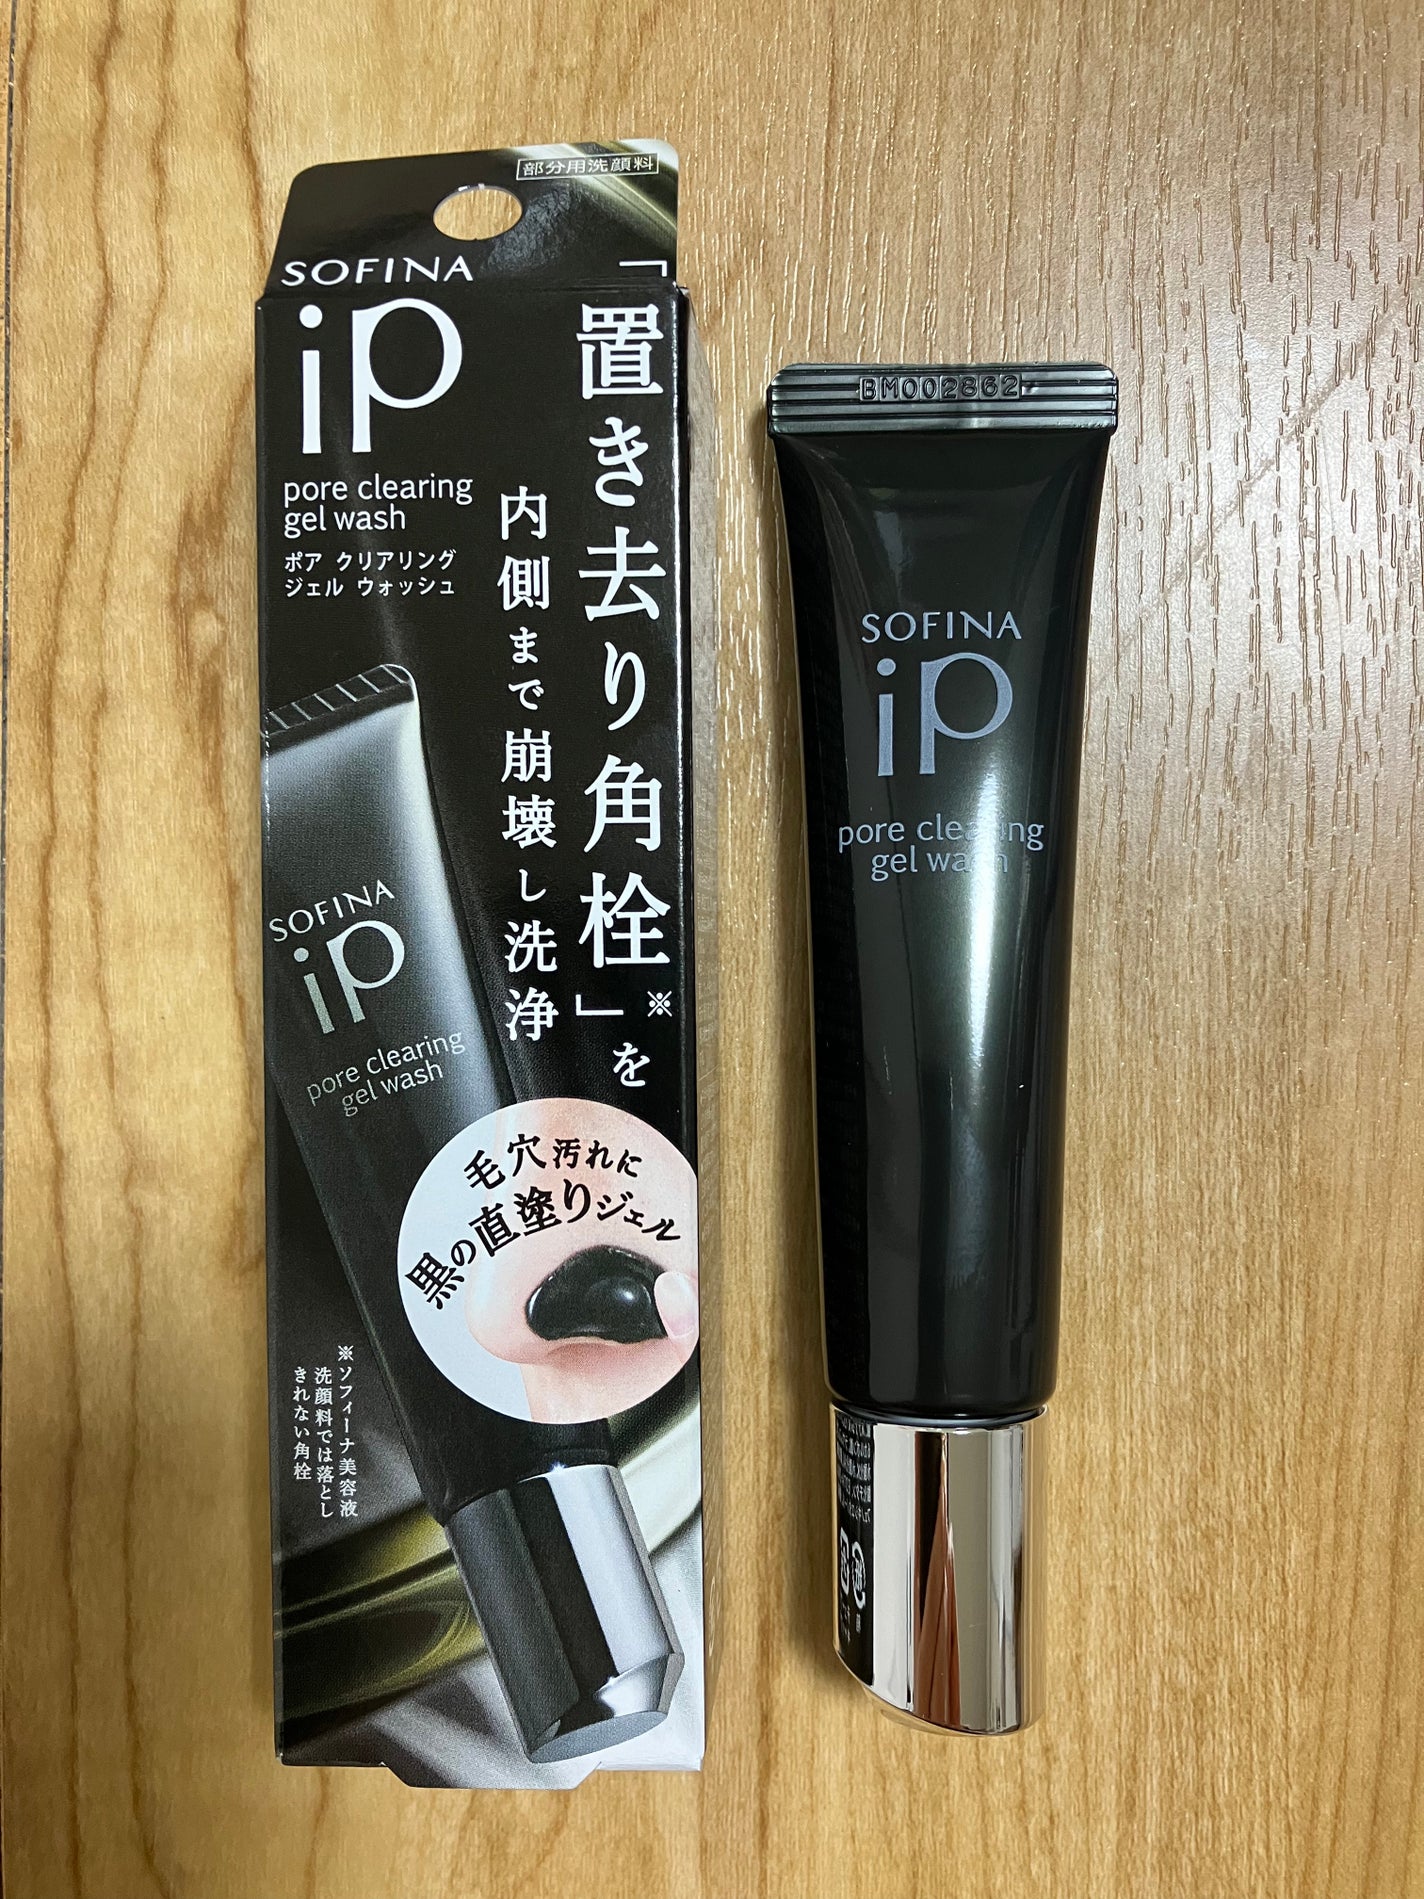 部分用洗顔料
SOFINA
iP
pore clearing
gel wash
ポア クリアリング
ジェル ウォッシュ
「置き去り角栓」※を
内側まで崩壊し洗浄
SOFINA
iP
pore clearing
gel wash
毛穴汚れに
黒の直塗りジェル
※ソフィーナ美容液
洗顔料では落とし
きれない角栓
BM002862
SOFINA
iP
pore clearing
gel wash